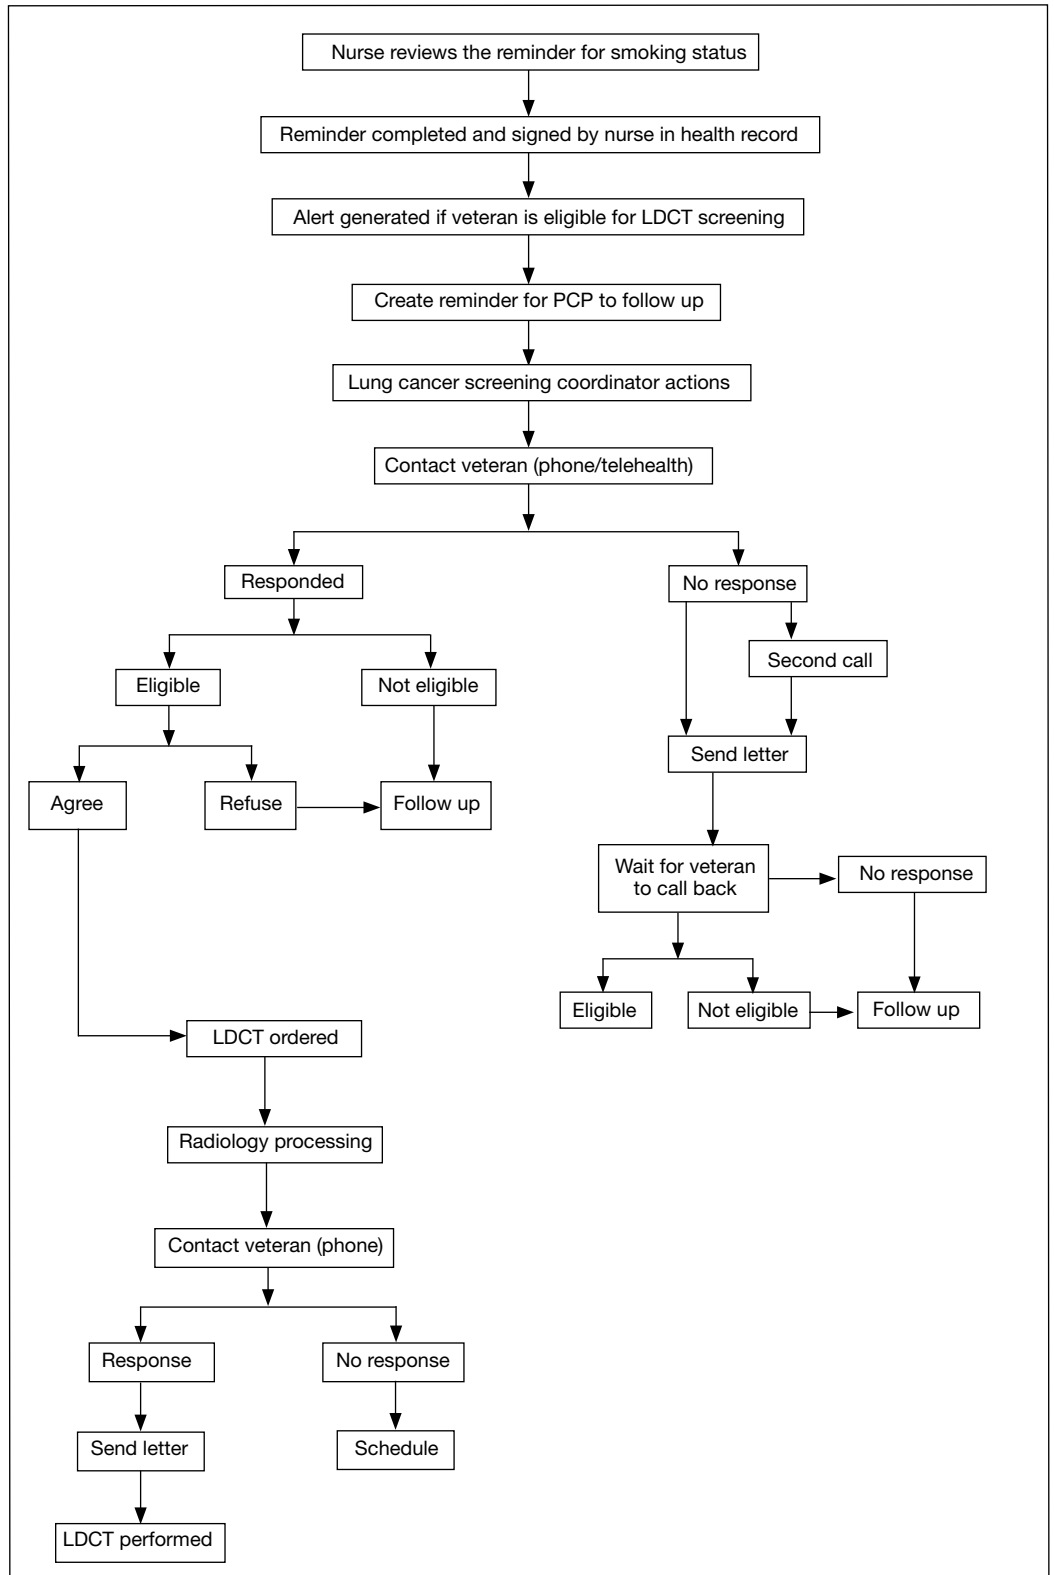 Nurse reviews the reminder for smoking status
Reminder completed and signed by nurse in health record
Alert generated if veteran is eligible for LDCT screening
Create reminder for PCP to follow up
Lung cancer screening coordinator actions
Contact veteran (phone/telehealth)
Responded
No response
Second call
Eligible
Not eligible
Send letter
Agree
Refuse
Follow up
Wait for veteran
to call back
No response
Eligible
Not eligible
Follow up
LDCT ordered
Radiology processing
Contact veteran (phone)
Response
No response
Send letter
Schedule
LDCT performed